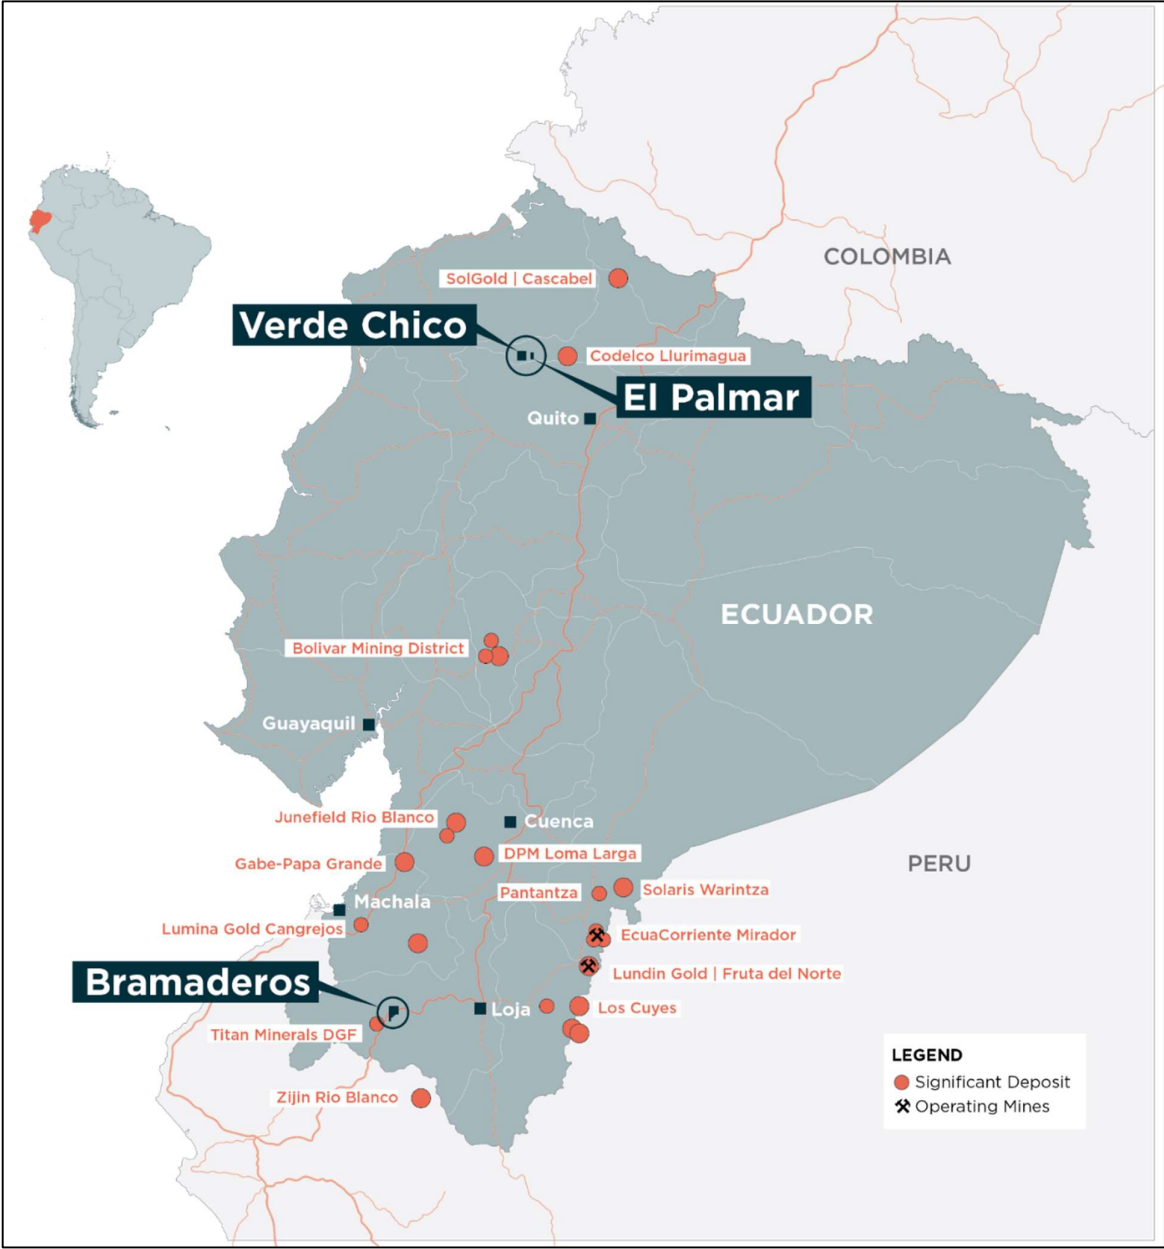 COLOMBIA
SolGold | Cascabel
Verde Chico
Codelco Llurimagua
El Palmar
Quito
ECUADOR
Bolivar Mining District
Guayaquil
Junefield Rio Blanco
Cuenca
DPM Loma Larga
Gabe-Papa Grande
PERU
Pantantza
Solaris Warintza
Machala
Lumina Gold Cangrejos
EcuaCorriente Mirador
Lundin Gold | Fruta del Norte
Bramaderos
Loja
Los Cuyes
Titan Minerals DGF
Zijin Rio Blanco
LEGEND
Significant Deposit
Operating Mines